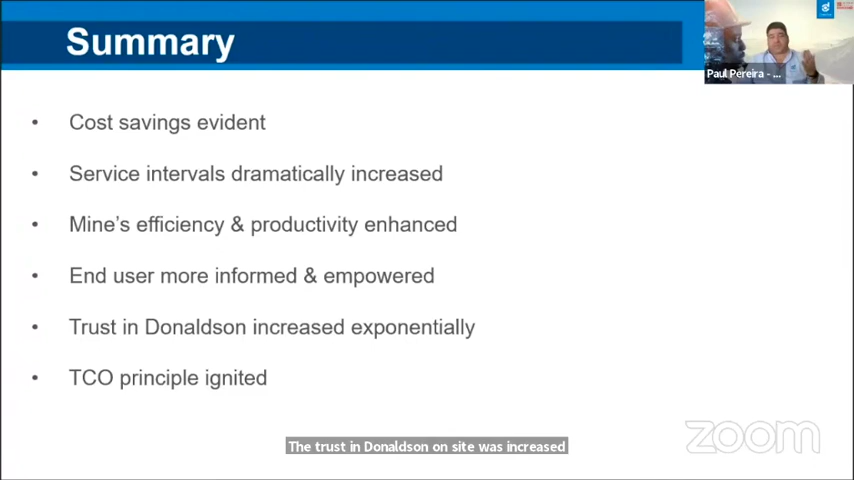 Summary
Paul Pereira - ...
• Cost savings evident
• Service intervals dramatically increased
• Mine's efficiency & productivity enhanced
• End user more informed & empowered
• Trust in Donaldson increased exponentially
• TCO principle ignited
The trust in Donaldson on site was increased
zoom